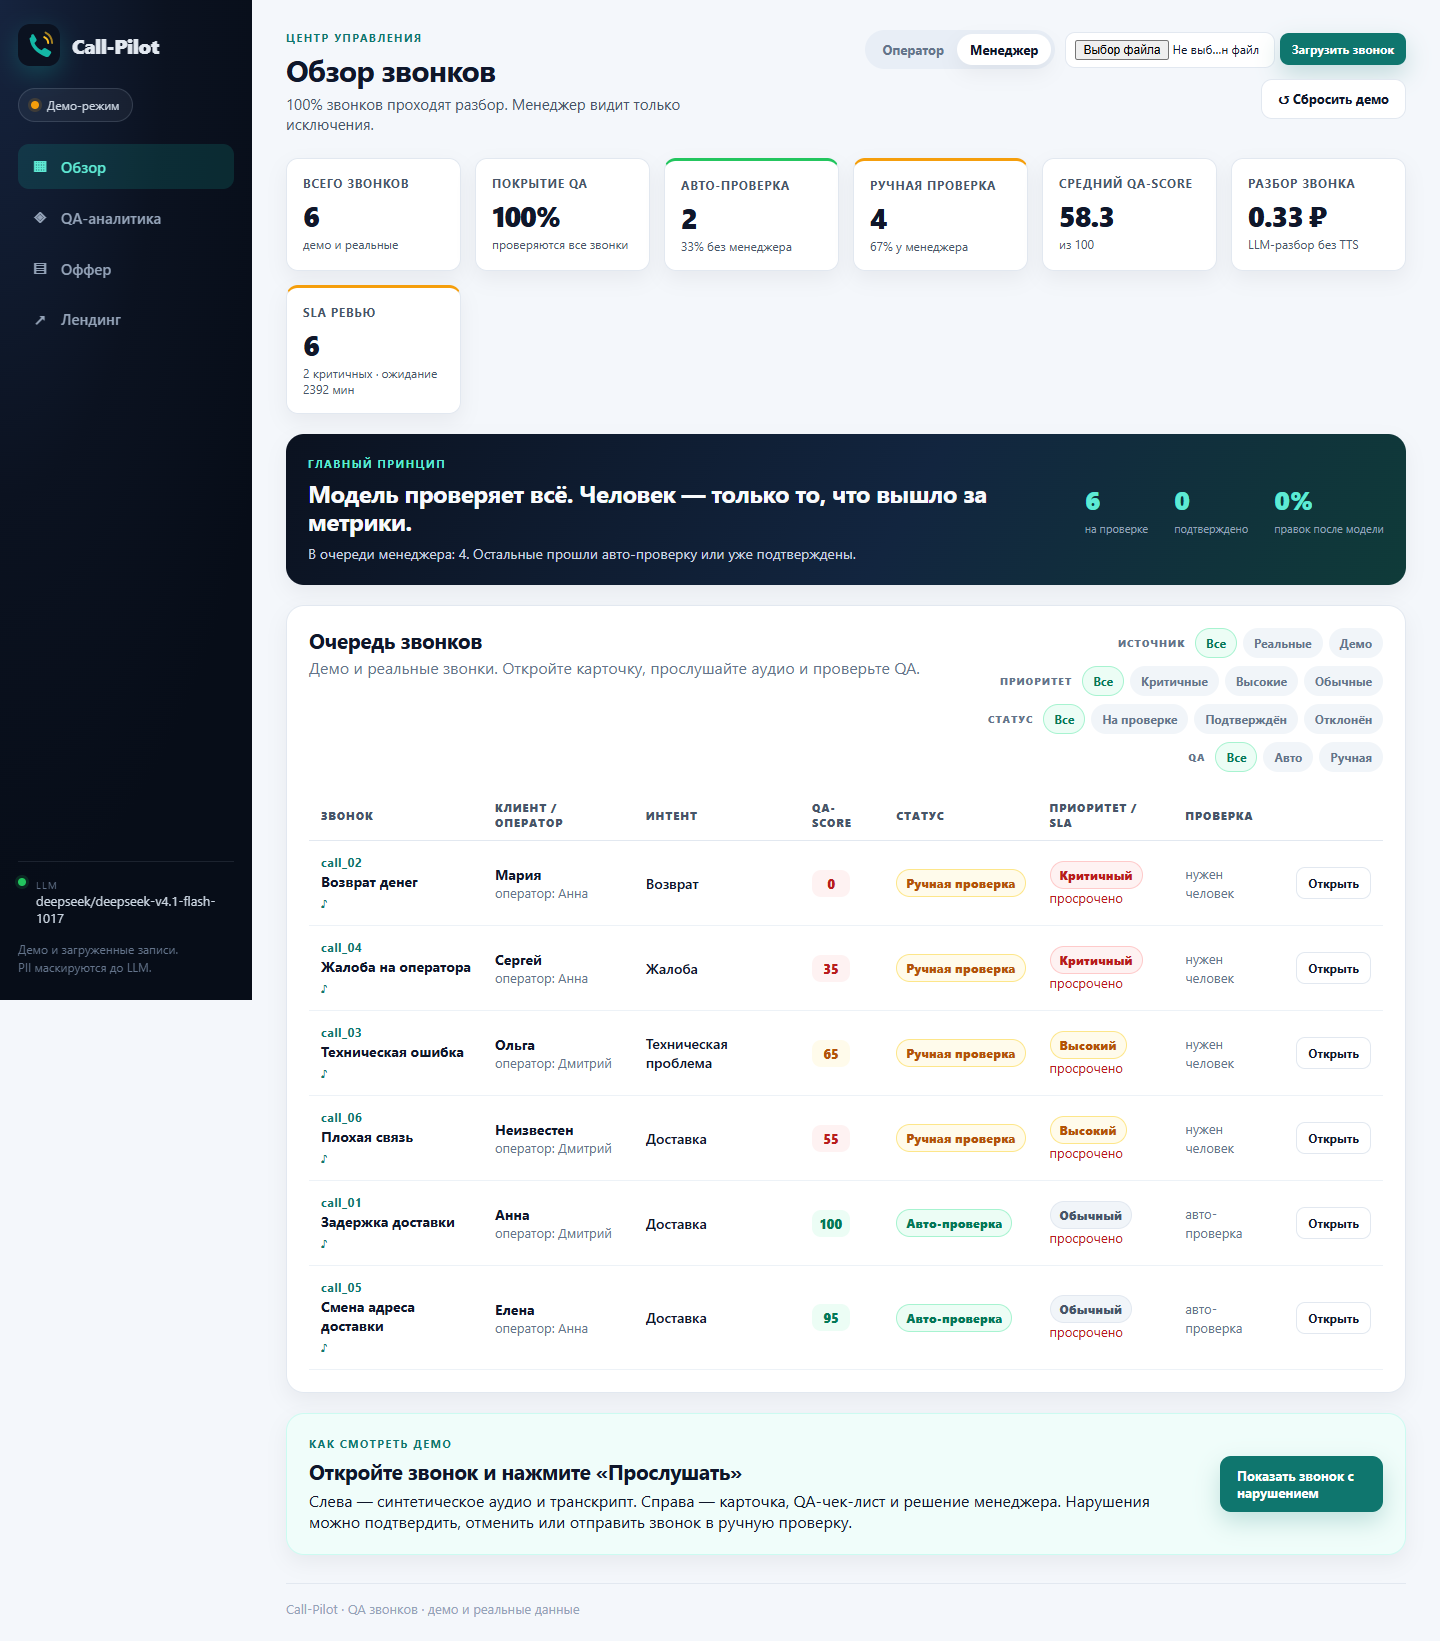 Call-Pilot
Демо-режим
Обзор
QA-аналитика
Оффер
Лендинг
LLM
deepseek/deepseek-v4.1-flash-
1017
Демо и загруженные записи.
PII маскируются до LLM.
ЦЕНТР УПРАВЛЕНИЯ
Обзор звонков
100% звонков проходят разбор. Менеджер видит только
исключения.
Оператор
Менеджер
Выбор файла Не выб...н файл
Загрузить звонок
↺ Сбросить демо
ВСЕГО ЗВОНКОВ
6
демо и реальные
ПОКРЫТИЕ QA
100%
проверяются все звонки
АВТО-ПРОВЕРКА
2
33% без менеджера
РУЧНАЯ ПРОВЕРКА
4
67% у менеджера
СРЕДНИЙ QA-SCORE
58.3
из 100
РАЗБОР ЗВОНКА
0.33 ₽
LLM-разбор без TTS
SLA РЕВЬЮ
6
2 критичных · ожидание
2392 мин
ГЛАВНЫЙ ПРИНЦИП
Модель проверяет всё. Человек — только то, что вышло за
метрики.
В очереди менеджера: 4. Остальные прошли авто-проверку или уже подтверждены.
6
на проверке
0
подтверждено
0%
правок после модели
Очередь звонков
Демо и реальные звонки. Откройте карточку, прослушайте аудио и проверьте QA.
ИСТОЧНИК Все Реальные Демо
ПРИОРИТЕТ Все Критичные Высокие Обычные
СТАТУС Все На проверке Подтверждён Отклонён
QA Все Авто Ручная
ЗВОНОК
КЛИЕНТ /
ОПЕРАТОР
ИНТЕНТ
QA-
SCORE
СТАТУС
ПРИОРИТЕТ /
SLA
ПРОВЕРКА
call_02
Возврат денег
♪
Мария
оператор: Анна
Возврат
0
Ручная проверка
Критичный
просрочено
нужен
человек
Открыть
call_04
Жалоба на оператора
♪
Сергей
оператор: Анна
Жалоба
35
Ручная проверка
Критичный
просрочено
нужен
человек
Открыть
call_03
Техническая ошибка
♪
Ольга
оператор: Дмитрий
Техническая
проблема
65
Ручная проверка
Высокий
просрочено
нужен
человек
Открыть
call_06
Плохая связь
♪
Неизвестен
оператор: Дмитрий
Доставка
55
Ручная проверка
Высокий
просрочено
нужен
человек
Открыть
call_01
Задержка доставки
♪
Анна
оператор: Дмитрий
Доставка
100
Авто-проверка
Обычный
просрочено
авто-
проверка
Открыть
call_05
Смена адреса
доставки
♪
Елена
оператор: Анна
Доставка
95
Авто-проверка
Обычный
просрочено
авто-
проверка
Открыть
КАК СМОТРЕТЬ ДЕМО
Откройте звонок и нажмите «Прослушать»
Слева — синтетическое аудио и транскрипт. Справа — карточка, QA-чек-лист и решение менеджера. Нарушения
можно подтвердить, отменить или отправить звонок в ручную проверку.
Показать звонок с
нарушением
Call-Pilot · QA звонков · демо и реальные данные